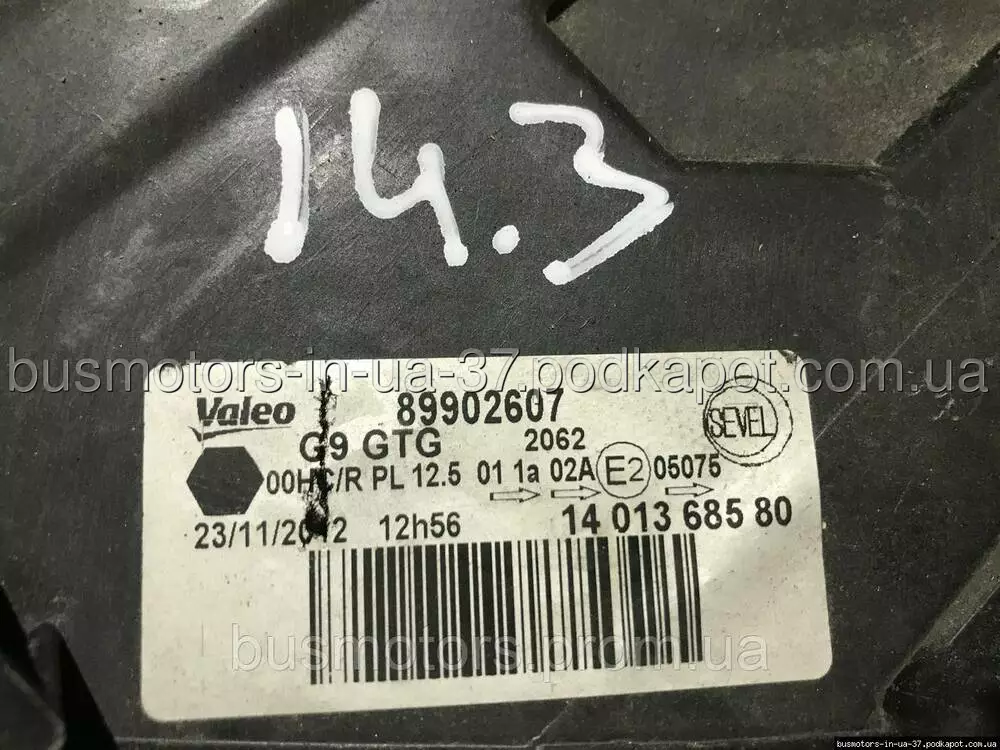 14.3
busmotors-in-ua-37.podkapot.com.ua
Valeo 89902607 SEVEL
G9 GTG 2062
00HC/R PL 12.5 01 1a 02A E2 05075
23/11/2012 12h56 14 013 685 80
busmotors.prom.ua
busmotors-in-ua-37.podkapot.com.ua